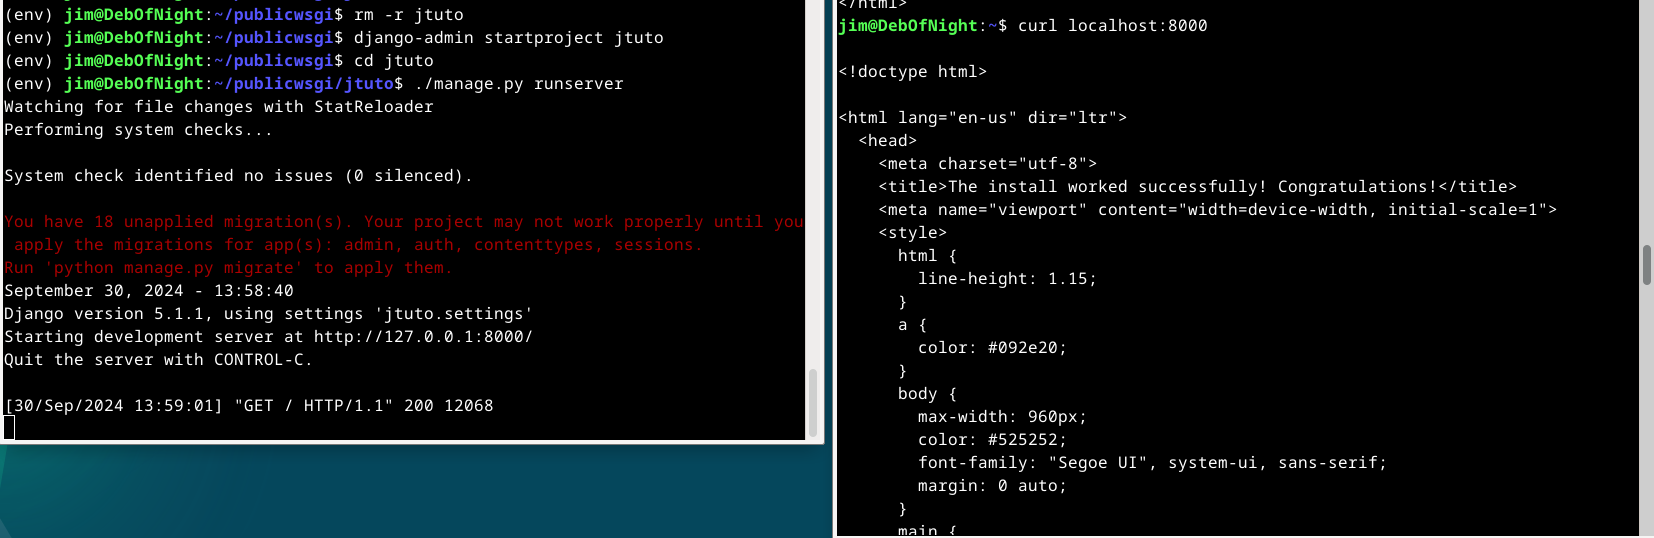 (env) jim@DebOfNight:~/publicwsgi$ rm -r jtuto
(env) jim@DebOfNight:~/publicwsgi$ django-admin startproject jtuto
(env) jim@DebOfNight:~/publicwsgi$ cd jtuto
(env) jim@DebOfNight:~/publicwsgi/jtuto$ ./manage.py runserver
Watching for file changes with StatReloader
Performing system checks...

System check identified no issues (0 silenced).

You have 18 unapplied migration(s). Your project may not work properly until you
 apply the migrations for app(s): admin, auth, contenttypes, sessions.
Run 'python manage.py migrate' to apply them.
September 30, 2024 - 13:58:40
Django version 5.1.1, using settings 'jtuto.settings'
Starting development server at http://127.0.0.1:8000/
Quit the server with CONTROL-C.

[30/Sep/2024 13:59:01] "GET / HTTP/1.1" 200 12068
</html>
jim@DebOfNight:~$ curl localhost:8000

<!doctype html>

<html lang="en-us" dir="ltr">
  <head>
    <meta charset="utf-8">
    <title>The install worked successfully! Congratulations!</title>
    <meta name="viewport" content="width=device-width, initial-scale=1">
    <style>
      html {
        line-height: 1.15;
      }
      a {
        color: #092e20;
      }
      body {
        max-width: 960px;
        color: #525252;
        font-family: "Segoe UI", system-ui, sans-serif;
        margin: 0 auto;
      }
      main {